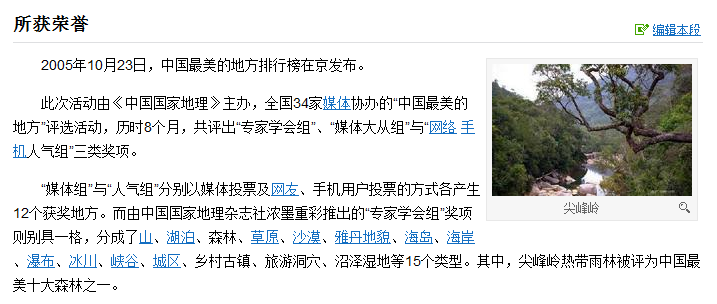 所获荣誉
编辑本段
2005年10月23日，中国最美的地方排行榜在京发布。
此次活动由《中国国家地理》主办，全国34家媒体协办的“中国最美的
地方”评选活动，历时8个月，共评出“专家学会组”、“媒体大从组”与“网络 手
机人气组”三类奖项。
尖峰岭
“媒体组”与“人气组”分别以媒体投票及网友、手机用户投票的方式各产生
12个获奖地方。而由中国国家地理杂志社浓墨重彩推出的“专家学会组”奖项
则别具一格，分成了山、湖泊、森林、草原、沙漠、雅丹地貌、海岛、海岸
、瀑布、冰川、峡谷、城区、乡村古镇、旅游洞穴、沼泽湿地等15个类型。其中，尖峰岭热带雨林被评为中国最
美十大森林之一。